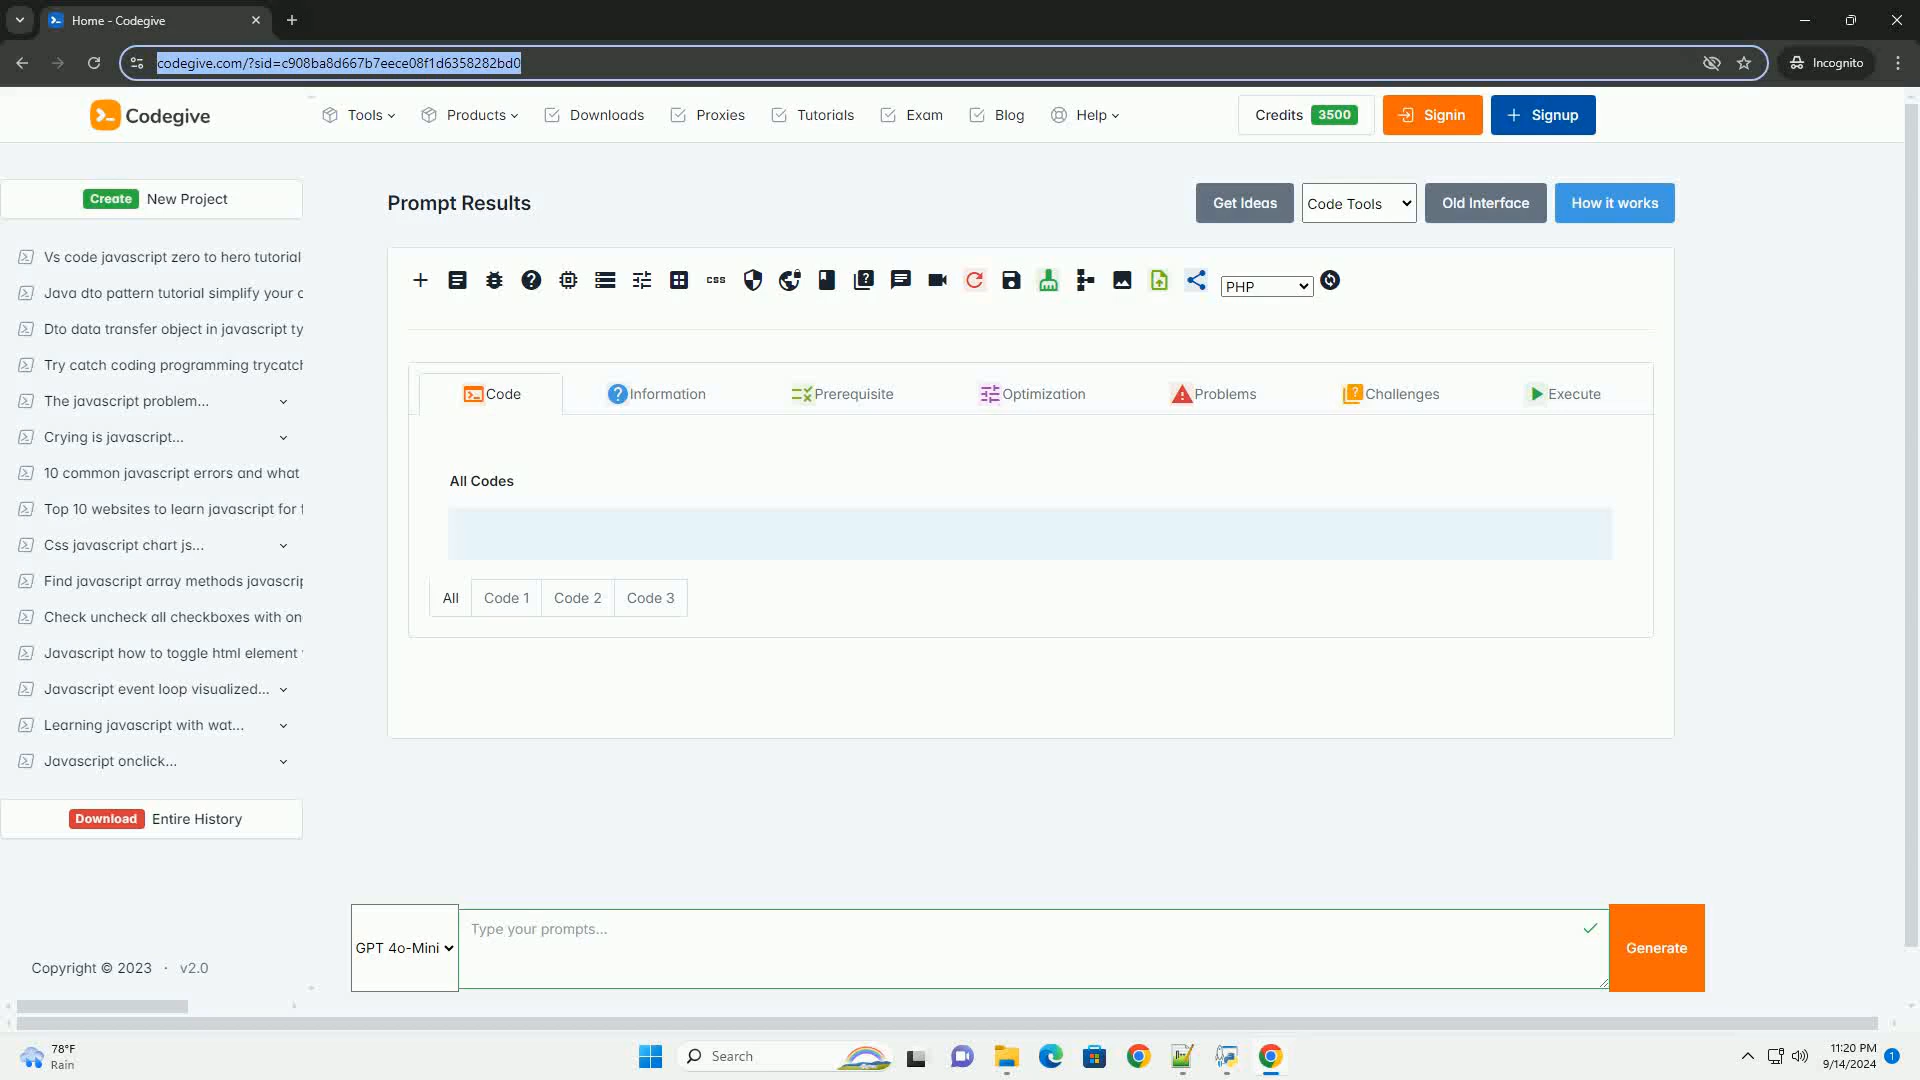 Home - Codegive
codegive.com/?sid=c908ba8d667b7eece08f1d6358282bd0
Incognito
Codegive
Tools
Products
Downloads
Proxies
Tutorials
Exam
Blog
Help
Credits 3500
Signin
Signup
Create New Project
Vs code javascript zero to hero tutorial
Java dto pattern tutorial simplify your c
Dto data transfer object in javascript ty
Try catch coding programming trycatch
The javascript problem...
Crying is javascript...
10 common javascript errors and what
Top 10 websites to learn javascript for f
Css javascript chart js...
Find javascript array methods javascrip
Check uncheck all checkboxes with on
Javascript how to toggle html element
Javascript event loop visualized...
Learning javascript with wat...
Javascript onclick...
Download Entire History
Copyright © 2023 · v2.0
Prompt Results
Get Ideas
Code Tools
Old Interface
How it works
css
PHP
Code
Information
Prerequisite
Optimization
Problems
Challenges
Execute
All Codes
All
Code 1
Code 2
Code 3
GPT 4o-Mini
Type your prompts...
Generate
78°F
Rain
Search
11:20 PM
9/14/2024
1